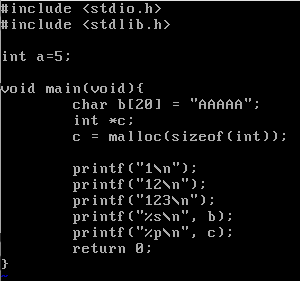 #include <stdio.h>
#include <stdlib.h>

int a=5;

void main(void){
        char b[20] = "AAAAA";
        int *c;
        c = malloc(sizeof(int));

        printf("1\n");
        printf("12\n");
        printf("123\n");
        printf("%s\n", b);
        printf("%p\n", c);
        return 0;
}
~